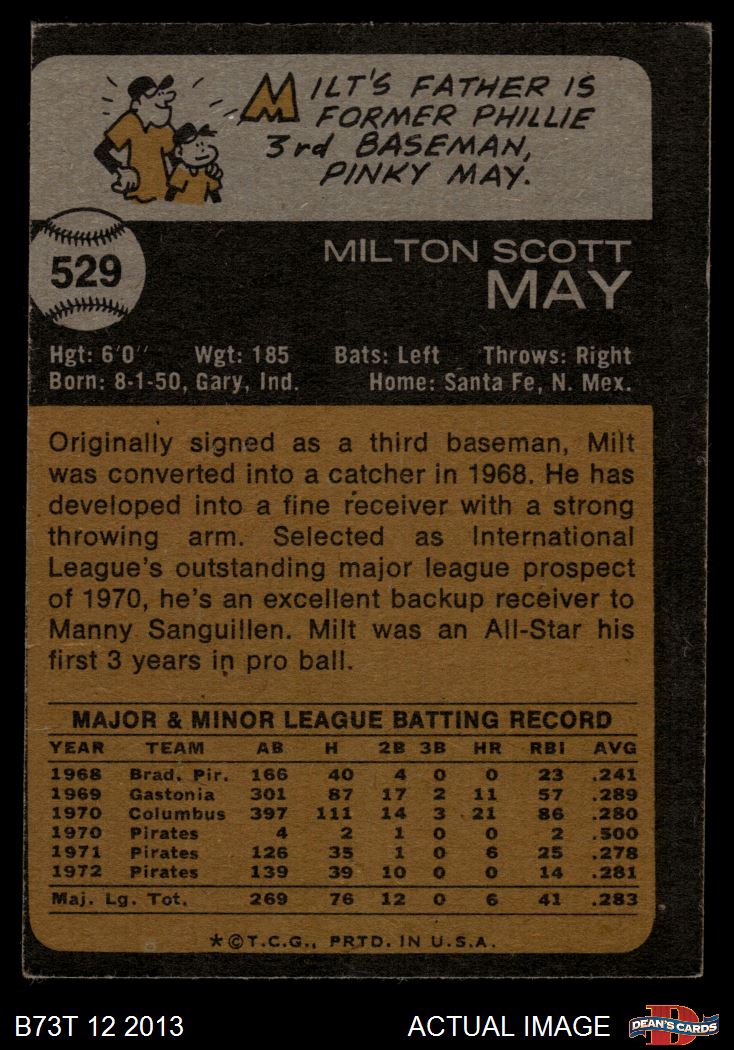 MILT'S FATHER IS
FORMER PHILLIE
3rd BASEMAN,
PINKY MAY.
529
MILTON SCOTT
MAY
Hgt: 6'0" Wgt: 185 Bats: Left Throws: Right
Born: 8-1-50, Gary, Ind. Home: Santa Fe, N. Mex.
Originally signed as a third baseman, Milt
was converted into a catcher in 1968. He has
developed into a fine receiver with a strong
throwing arm. Selected as International
League's outstanding major league prospect
of 1970, he's an excellent backup receiver to
Manny Sanguillen. Milt was an All-Star his
first 3 years in pro ball.
MAJOR & MINOR LEAGUE BATTING RECORD
YEAR TEAM AB H 2B 3B HR RBI AVG
1968 Brad. Pir. 166 40 4 0 0 23 .241
1969 Gastonia 301 87 17 2 11 57 .289
1970 Columbus 397 111 14 3 21 86 .280
1970 Pirates 4 2 1 0 0 2 .500
1971 Pirates 126 35 1 0 6 25 .278
1972 Pirates 139 39 10 0 0 14 .281
Maj. Lg. Tot. 269 76 12 0 6 41 .283
*©T.C.G., PRTD. IN U.S.A.
B73T 12 2013 ACTUAL IMAGE
D
DEAN'S CARDS